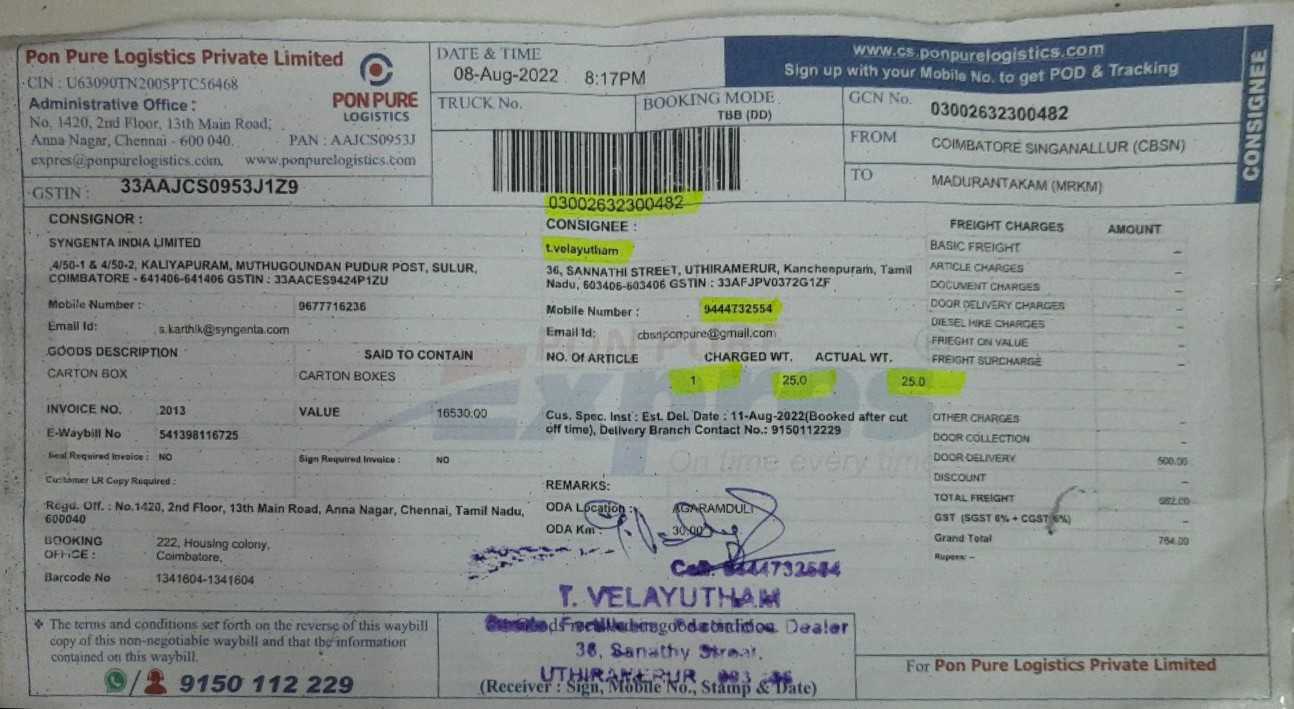 Pon Pure Logistics Private Limited
CIN : U63090TN2005PTC56468
Administrative Office :
No. 1420, 2nd Floor, 13th Main Road,
Anna Nagar, Chennai - 600 040.
PAN : AAJCS0953J
expres@ponpurelogistics.com, www.ponpurelogistics.com
PON PURE
LOGISTICS
GSTIN : 33AAJCS0953J1Z9
DATE & TIME
08-Aug-2022 8:17PM
TRUCK No.
BOOKING MODE
TBB (DD)
www.cs.ponpurelogistics.com
Sign up with your Mobile No. to get POD & Tracking
GCN No. 03002632300482
FROM COIMBATORE SINGANALLUR (CBSN)
TO MADURANTAKAM (MRKM)
CONSIGNEE
03002632300482
CONSIGNOR :
SYNGENTA INDIA LIMITED
,4/50-1 & 4/50-2, KALIYAPURAM, MUTHUGOUNDAN PUDUR POST, SULUR,
COIMBATORE - 641406-641406 GSTIN : 33AACES9424P1ZU
Mobile Number : 9677716236
Email Id: s.karthik@syngenta.com
GOODS DESCRIPTION SAID TO CONTAIN
CARTON BOX CARTON BOXES
INVOICE NO. 2013 VALUE 16530.00
E-Waybill No 541398116725
Seal Required Invoice : NO Sign Required Invoice : NO
Customer LR Copy Required :
Regd. Off. : No.1420, 2nd Floor, 13th Main Road, Anna Nagar, Chennai, Tamil Nadu,
600040
BOOKING OFFICE : 222, Housing colony,
Coimbatore,
Barcode No 1341604-1341604
CONSIGNEE :
t.velayutham
36, SANNATHI STREET, UTHIRAMERUR, Kanchenpuram, Tamil
Nadu, 603406-603406 GSTIN : 33AFJPV0372G1ZF
Mobile Number : 9444732554
Email Id: cbsnponpure@gmail.com
NO. Of ARTICLE CHARGED WT. ACTUAL WT.
1 25.0 25.0
Cus. Spec. Inst : Est. Del. Date : 11-Aug-2022(Booked after cut
off time), Delivery Branch Contact No.: 9150112229
PON PURE
Expres
On time every time
REMARKS:
ODA Location : AGARAMDULI
ODA Km : 30.00
Cell: 9444732554
T. VELAYUTHAM
Dealer
36, Sanathy Street,
UTHIRAMERUR
(Receiver : Sign, Mobile No., Stamp & Date)
FREIGHT CHARGES AMOUNT
BASIC FREIGHT –
ARTICLE CHARGES –
DOCUMENT CHARGES –
DOOR DELIVERY CHARGES –
DIESEL HIKE CHARGES –
FRIEGHT ON VALUE –
FREIGHT SURCHARGE –
OTHER CHARGES –
DOOR COLLECTION –
DOOR DELIVERY 500.00
DISCOUNT –
TOTAL FREIGHT
GST (SGST 6% + CGST 6%) –
Grand Total 764.00
Rupees: –
❖ The terms and conditions set forth on the reverse of this waybill
copy of this non-negotiable waybill and that the information
contained on this waybill.
9150 112 229
For Pon Pure Logistics Private Limited